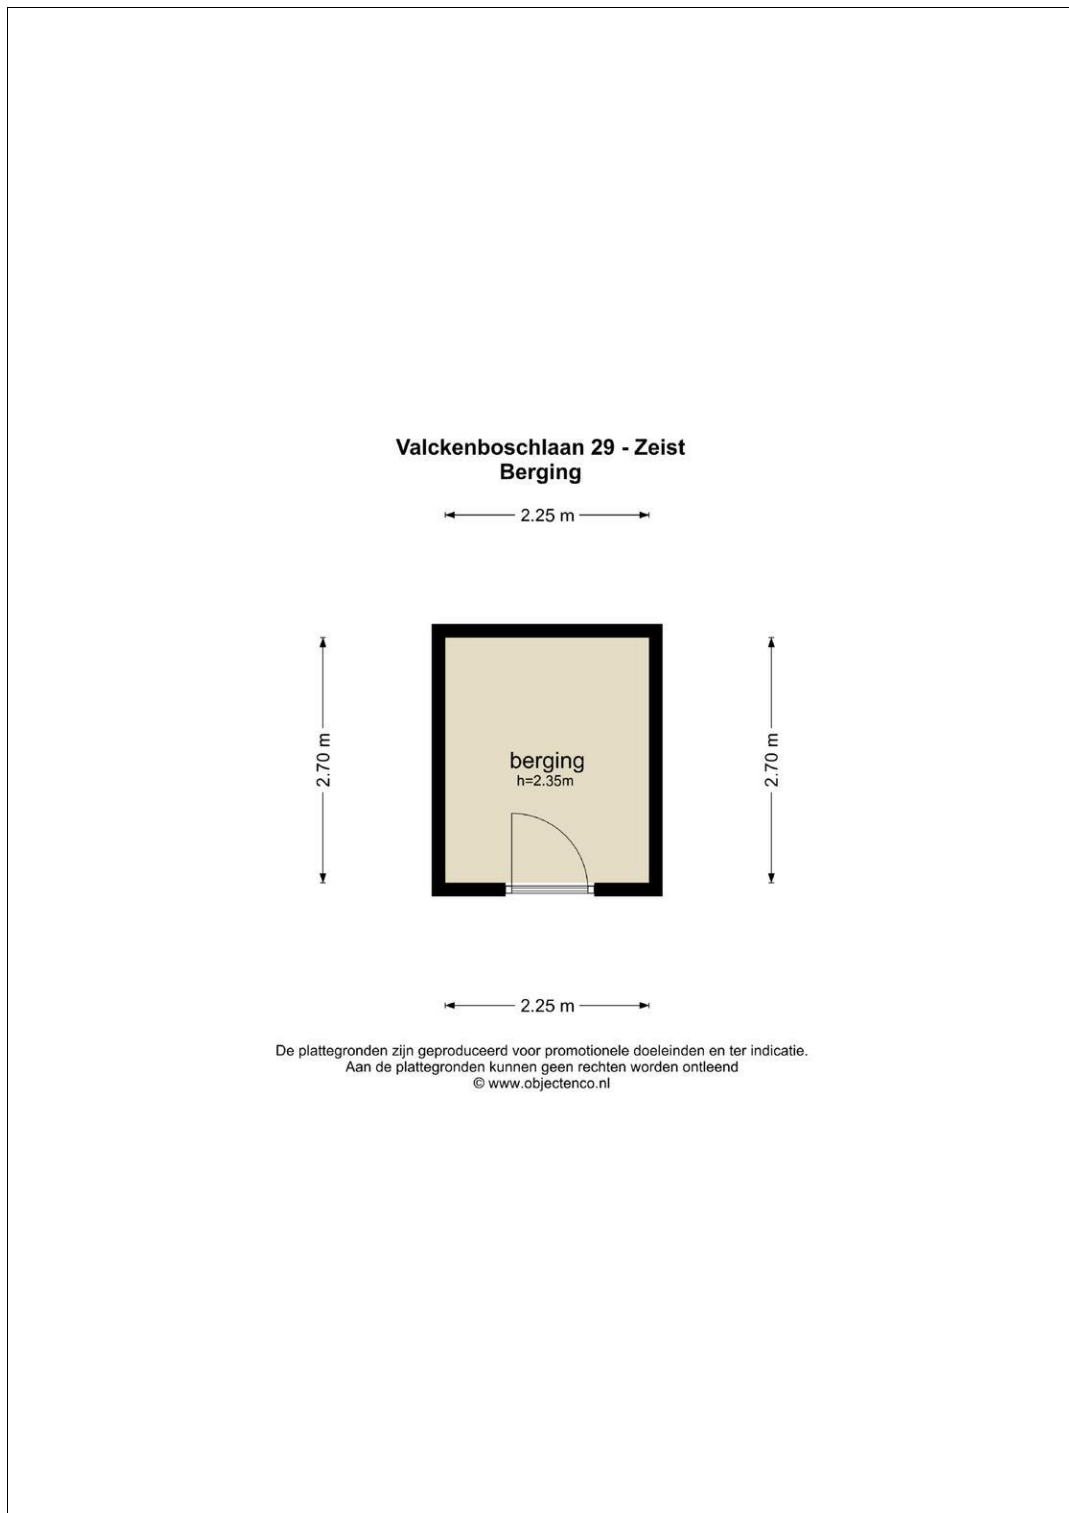 Valckenboschlaan 29 - Zeist
Berging
2.25 m
2.70 m
2.70 m
berging
h=2.35m
2.25 m
De plattegronden zijn geproduceerd voor promotionele doeleinden en ter indicatie.
Aan de plattegronden kunnen geen rechten worden ontleend
© www.objectenco.nl